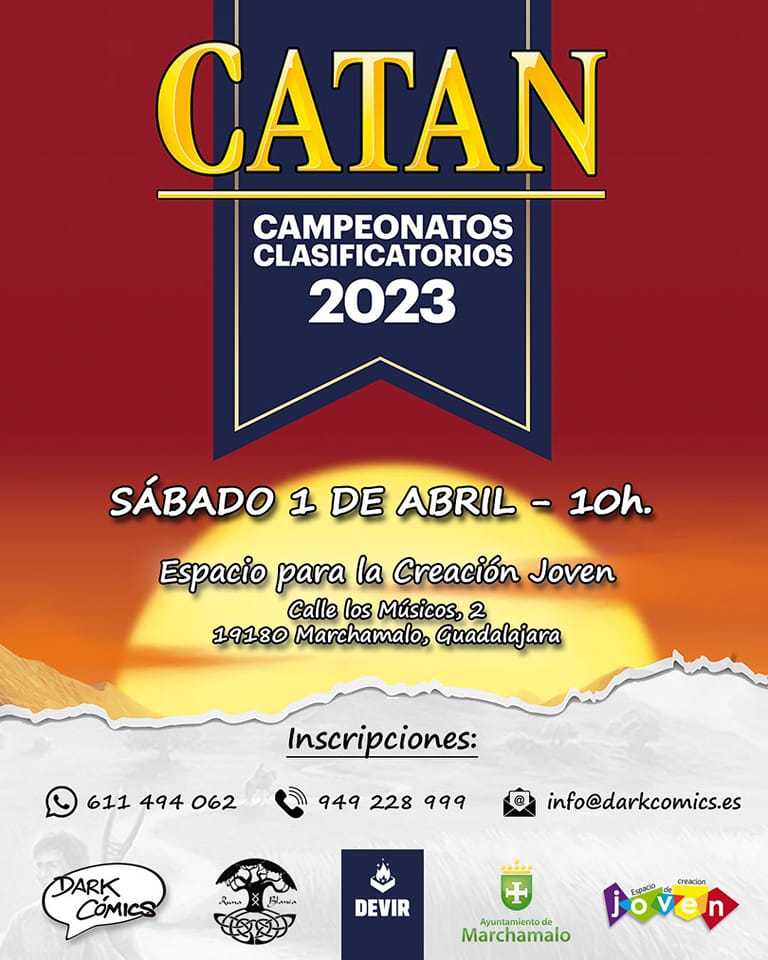 CATAN
CAMPEONATOS
CLASIFICATORIOS
2023
SÁBADO 1 DE ABRIL - 10h.
Espacio para la Creación Joven
Calle los Músicos, 2
19180 Marchamalo, Guadalajara
Inscripciones:
611 494 062
949 228 999
info@darkcomics.es
DARK
CÓMICS
Runa Blanca
DEVIR
Ayuntamiento de
Marchamalo
Espacio de creacion
joven